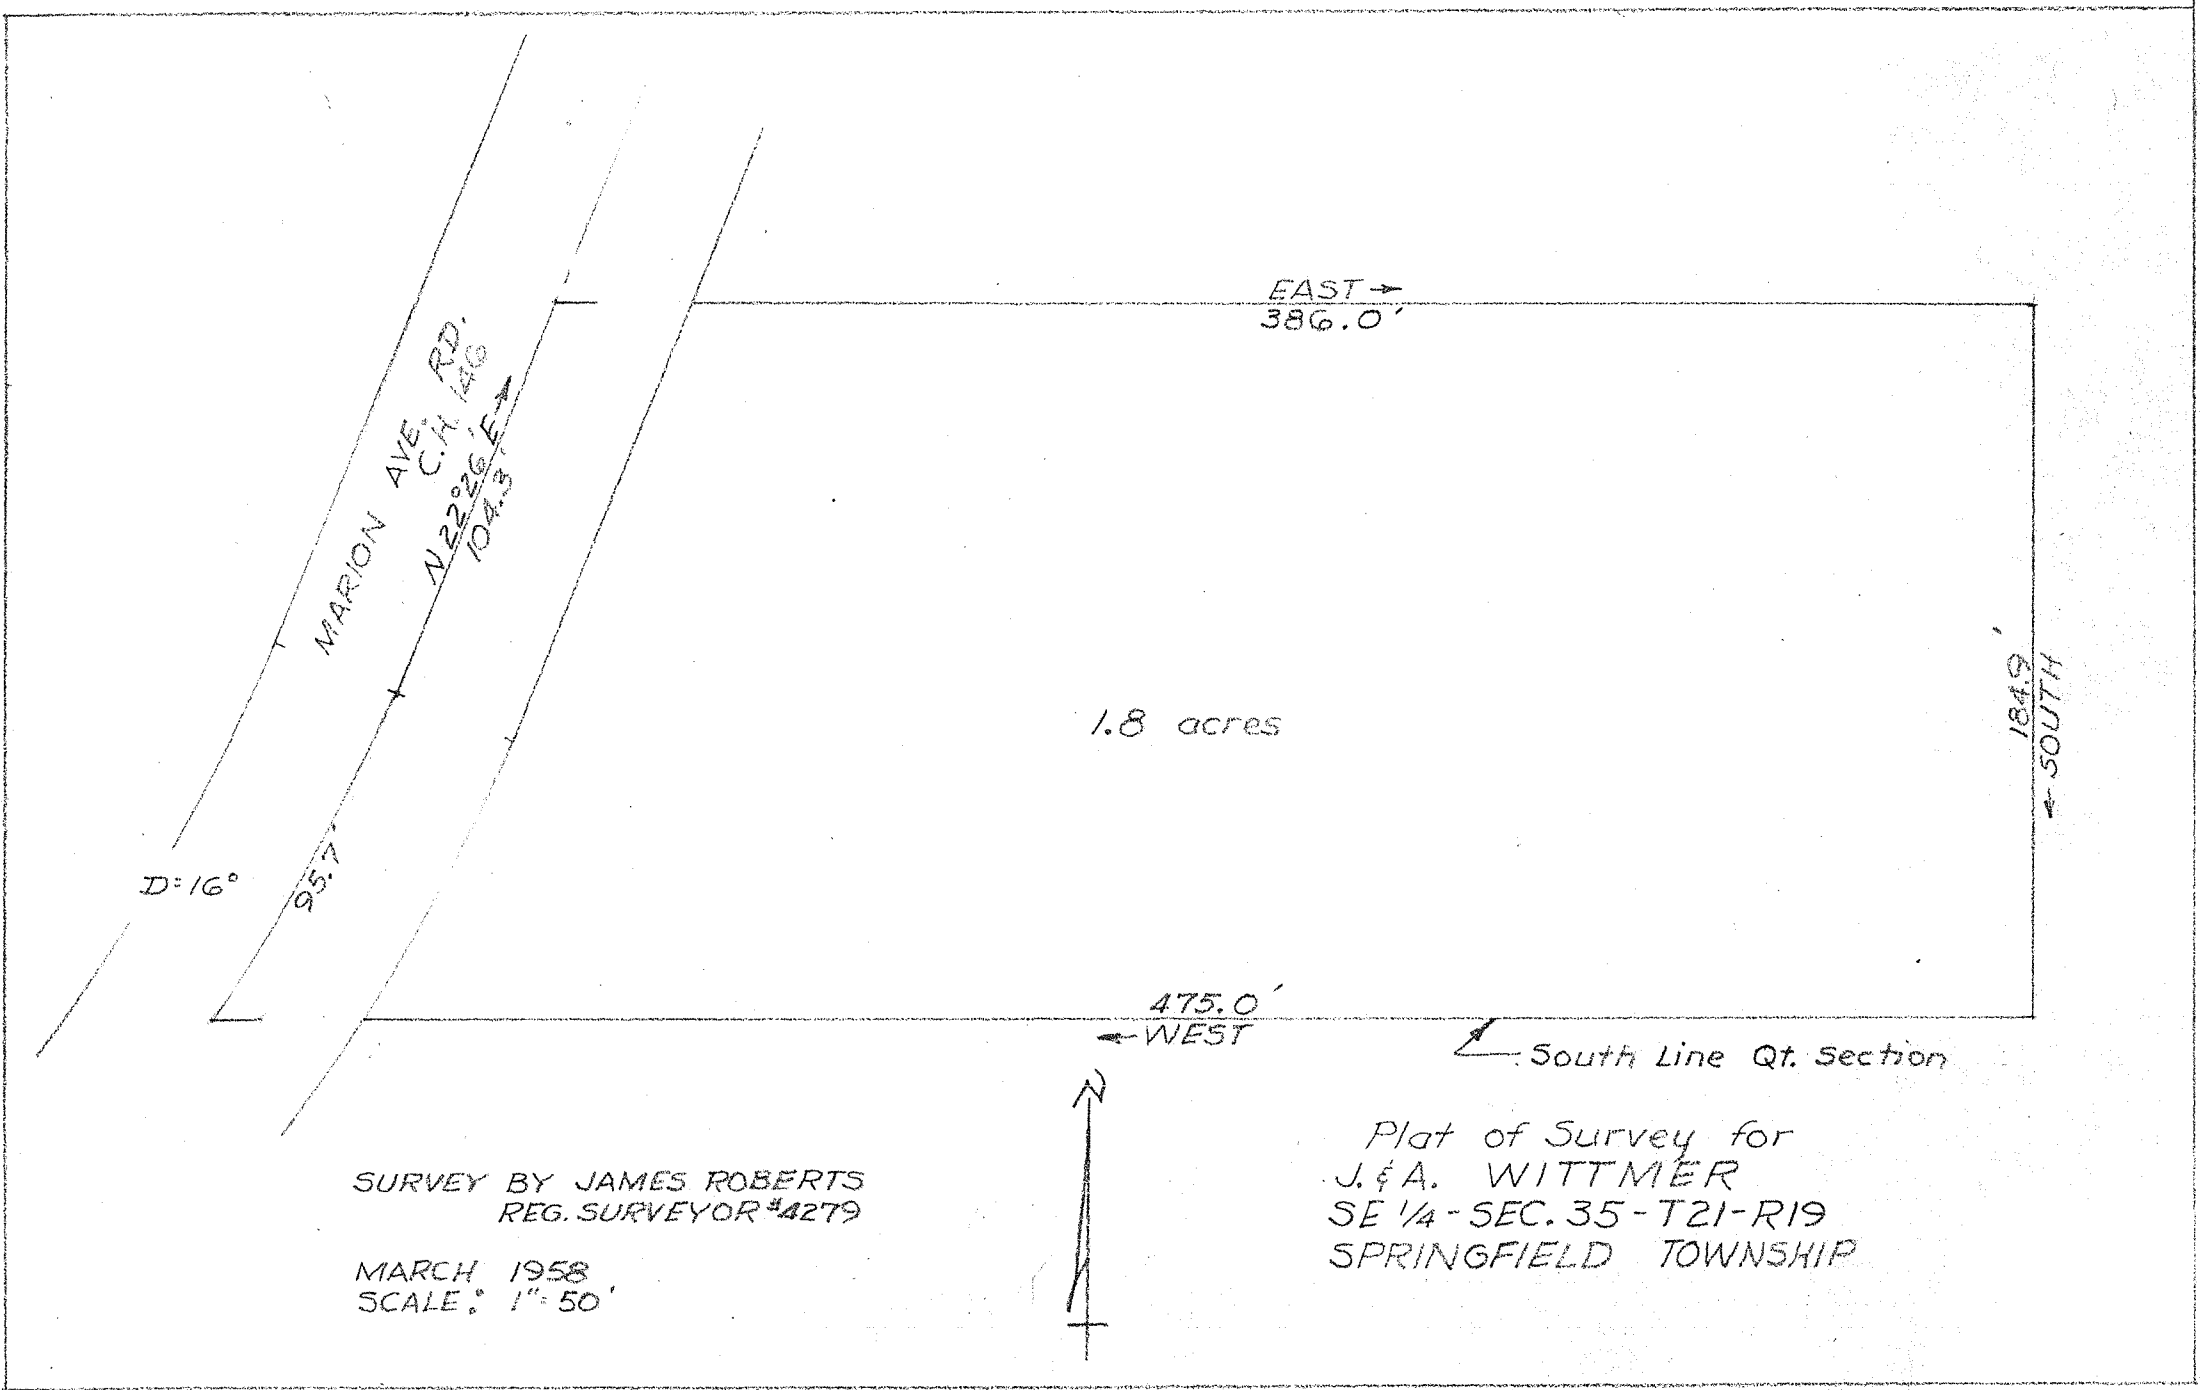 EAST →
386.0'
MARION AVE. RD.
C.H. 146
N 22°26' E →
104.3'
184.9'
← SOUTH
1.8 acres
D=16°
95.7'
475.0'
← WEST
South Line Qt. Section
N
Plat of Survey for
J. & A. WITTMER
SE 1/4 - SEC. 35 - T21 - R19
SPRINGFIELD TOWNSHIP
SURVEY BY JAMES ROBERTS
REG. SURVEYOR #4279
MARCH 1958
SCALE: 1"=50'